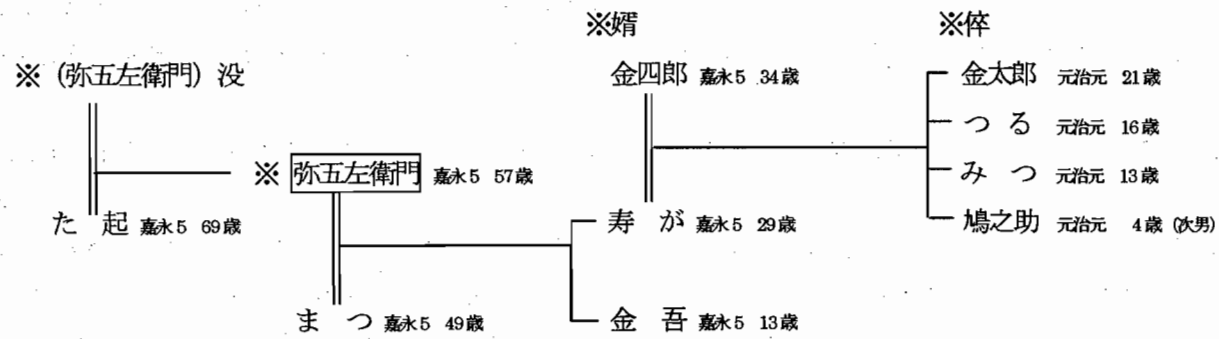 ※婿
※倅
※(弥五左衛門)没
金四郎 嘉永5 34歳
金太郎 元治元 21歳
つる 元治元 16歳
※ 弥五左衛門 嘉永5 57歳
みつ 元治元 13歳
た起 嘉永5 69歳
寿が 嘉永5 29歳
鳩之助 元治元 4歳(次男)
まつ 嘉永5 49歳
金吾 嘉永5 13歳